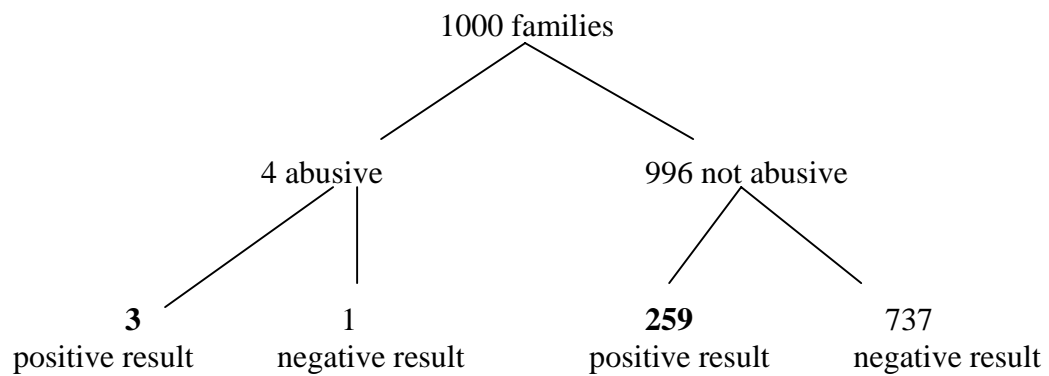 1000 families
4 abusive 996 not abusive
3 1 259 737
positive result negative result positive result negative result